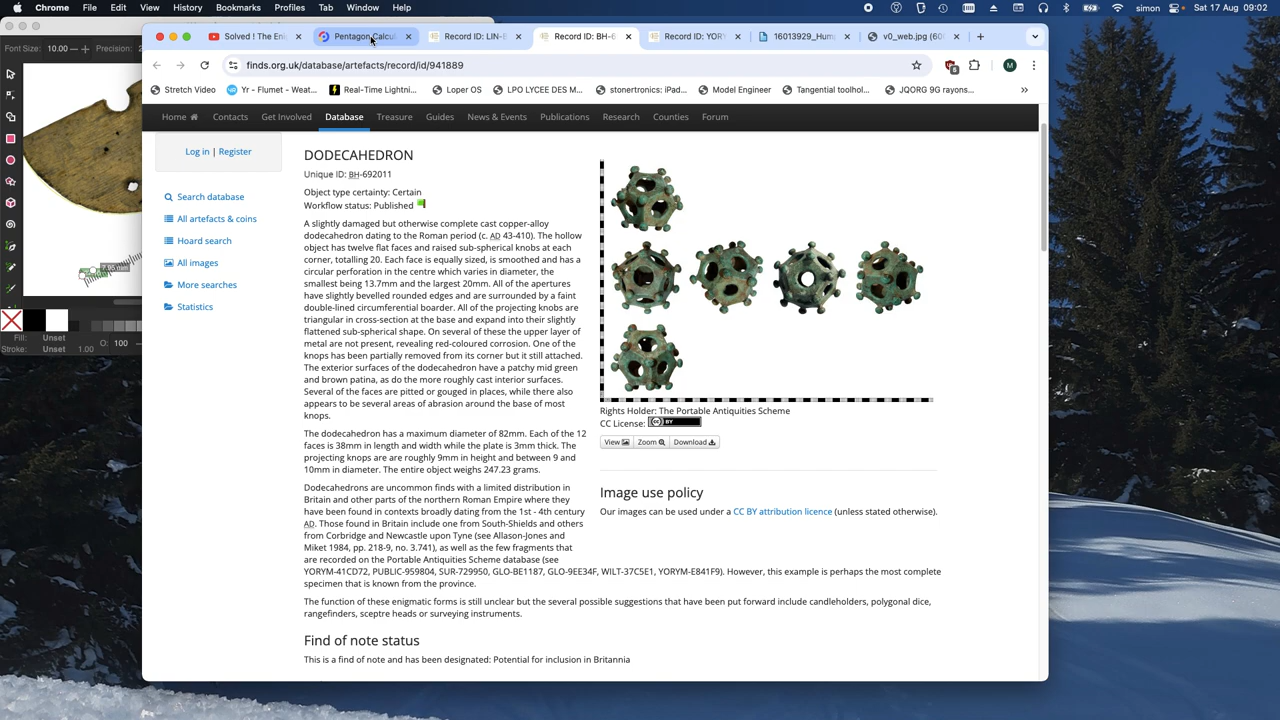 Chrome File Edit View History Bookmarks Profiles Tab Window Help simon Sat 17 Aug 09:02
Solved ! The Eni Pentagon Calcul Record ID: LIN-E Record ID: BH-6 Record ID: YOR 16013929_Hum v0_web.jpg (60
Font Size: 10.00 Precision: 2
finds.org.uk/database/artefacts/record/id/941889
Stretch Video Yr - Flumet - Weat... Real-Time Lightni... Loper OS LPO LYCEE DES M... stonertronics: iPad... Model Engineer Tangential toolhol... JQORG 9G rayons...
Home Contacts Get Involved Database Treasure Guides News & Events Publications Research Counties Forum
Log in | Register
Search database
All artefacts & coins
Hoard search
All images
More searches
Statistics
7.95 mm
Fill: Unset
Stroke: Unset 1.00 O: 100
DODECAHEDRON
Unique ID: BH-692011
Object type certainty: Certain
Workflow status: Published
A slightly damaged but otherwise complete cast copper-alloy
dodecahedron dating to the Roman period (c. AD 43-410). The hollow
object has twelve flat faces and raised sub-spherical knobs at each
corner, totalling 20. Each face is equally sized, is smoothed and has a
circular perforation in the centre which varies in diameter, the
smallest being 13.7mm and the largest 20mm. All of the apertures
have slightly bevelled rounded edges and are surrounded by a faint
double-lined circumferential boarder. All of the projecting knobs are
triangular in cross-section at the base and expand into their slightly
flattened sub-spherical shape. On several of these the upper layer of
metal are not present, revealing red-coloured corrosion. One of the
knops has been partially removed from its corner but it still attached.
The exterior surfaces of the dodecahedron have a patchy mid green
and brown patina, as do the more roughly cast interior surfaces.
Several of the faces are pitted or gouged in places, while there also
appears to be several areas of abrasion around the base of most
knops.
The dodecahedron has a maximum diameter of 82mm. Each of the 12
faces is 38mm in length and width while the plate is 3mm thick. The
projecting knops are are roughly 9mm in height and between 9 and
10mm in diameter. The entire object weighs 247.23 grams.
Dodecahedrons are uncommon finds with a limited distribution in
Britain and other parts of the northern Roman Empire where they
have been found in contexts broadly dating from the 1st - 4th century
AD. Those found in Britain include one from South-Shields and others
from Corbridge and Newcastle upon Tyne (see Allason-Jones and
Miket 1984, pp. 218-9, no. 3.741), as well as the few fragments that
are recorded on the Portable Antiquities Scheme database (see
YORYM-41CD72, PUBLIC-959804, SUR-729950, GLO-BE1187, GLO-9EE34F, WILT-37C5E1, YORYM-E841F9). However, this example is perhaps the most complete
specimen that is known from the province.
The function of these enigmatic forms is still unclear but the several possible suggestions that have been put forward include candleholders, polygonal dice,
rangefinders, sceptre heads or surveying instruments.
Find of note status
This is a find of note and has been designated: Potential for inclusion in Britannia
Rights Holder: The Portable Antiquities Scheme
CC License: BY
View Zoom Download
Image use policy
Our images can be used under a CC BY attribution licence (unless stated otherwise).